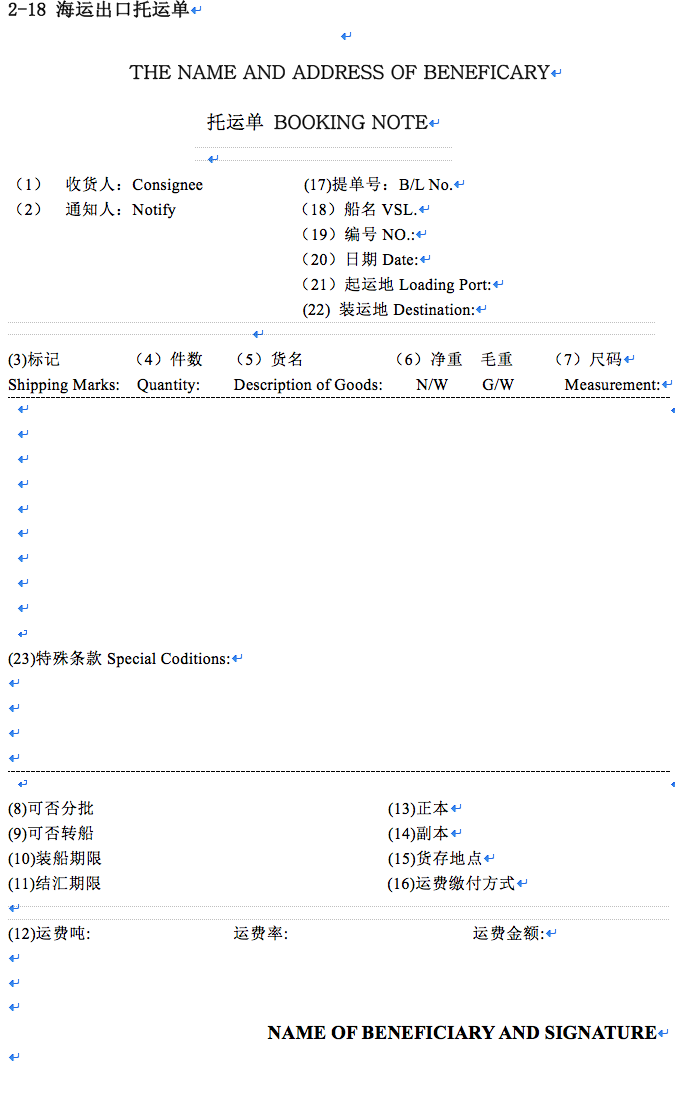 2-18 海运出口托运单
THE NAME AND ADDRESS OF BENEFICARY
托运单 BOOKING NOTE
（1） 收货人：Consignee (17)提单号：B/L No.
（2） 通知人：Notify （18）船名 VSL.
（19）编号 NO.:
（20）日期 Date:
（21）起运地 Loading Port:
(22) 装运地 Destination:
(3)标记 （4）件数 （5）货名 （6）净重 毛重 （7）尺码
Shipping Marks: Quantity: Description of Goods: N/W G/W Measurement:
(23)特殊条款 Special Coditions:
(8)可否分批 (13)正本
(9)可否转船 (14)副本
(10)装船期限 (15)货存地点
(11)结汇期限 (16)运费缴付方式
(12)运费吨: 运费率: 运费金额:
NAME OF BENEFICIARY AND SIGNATURE